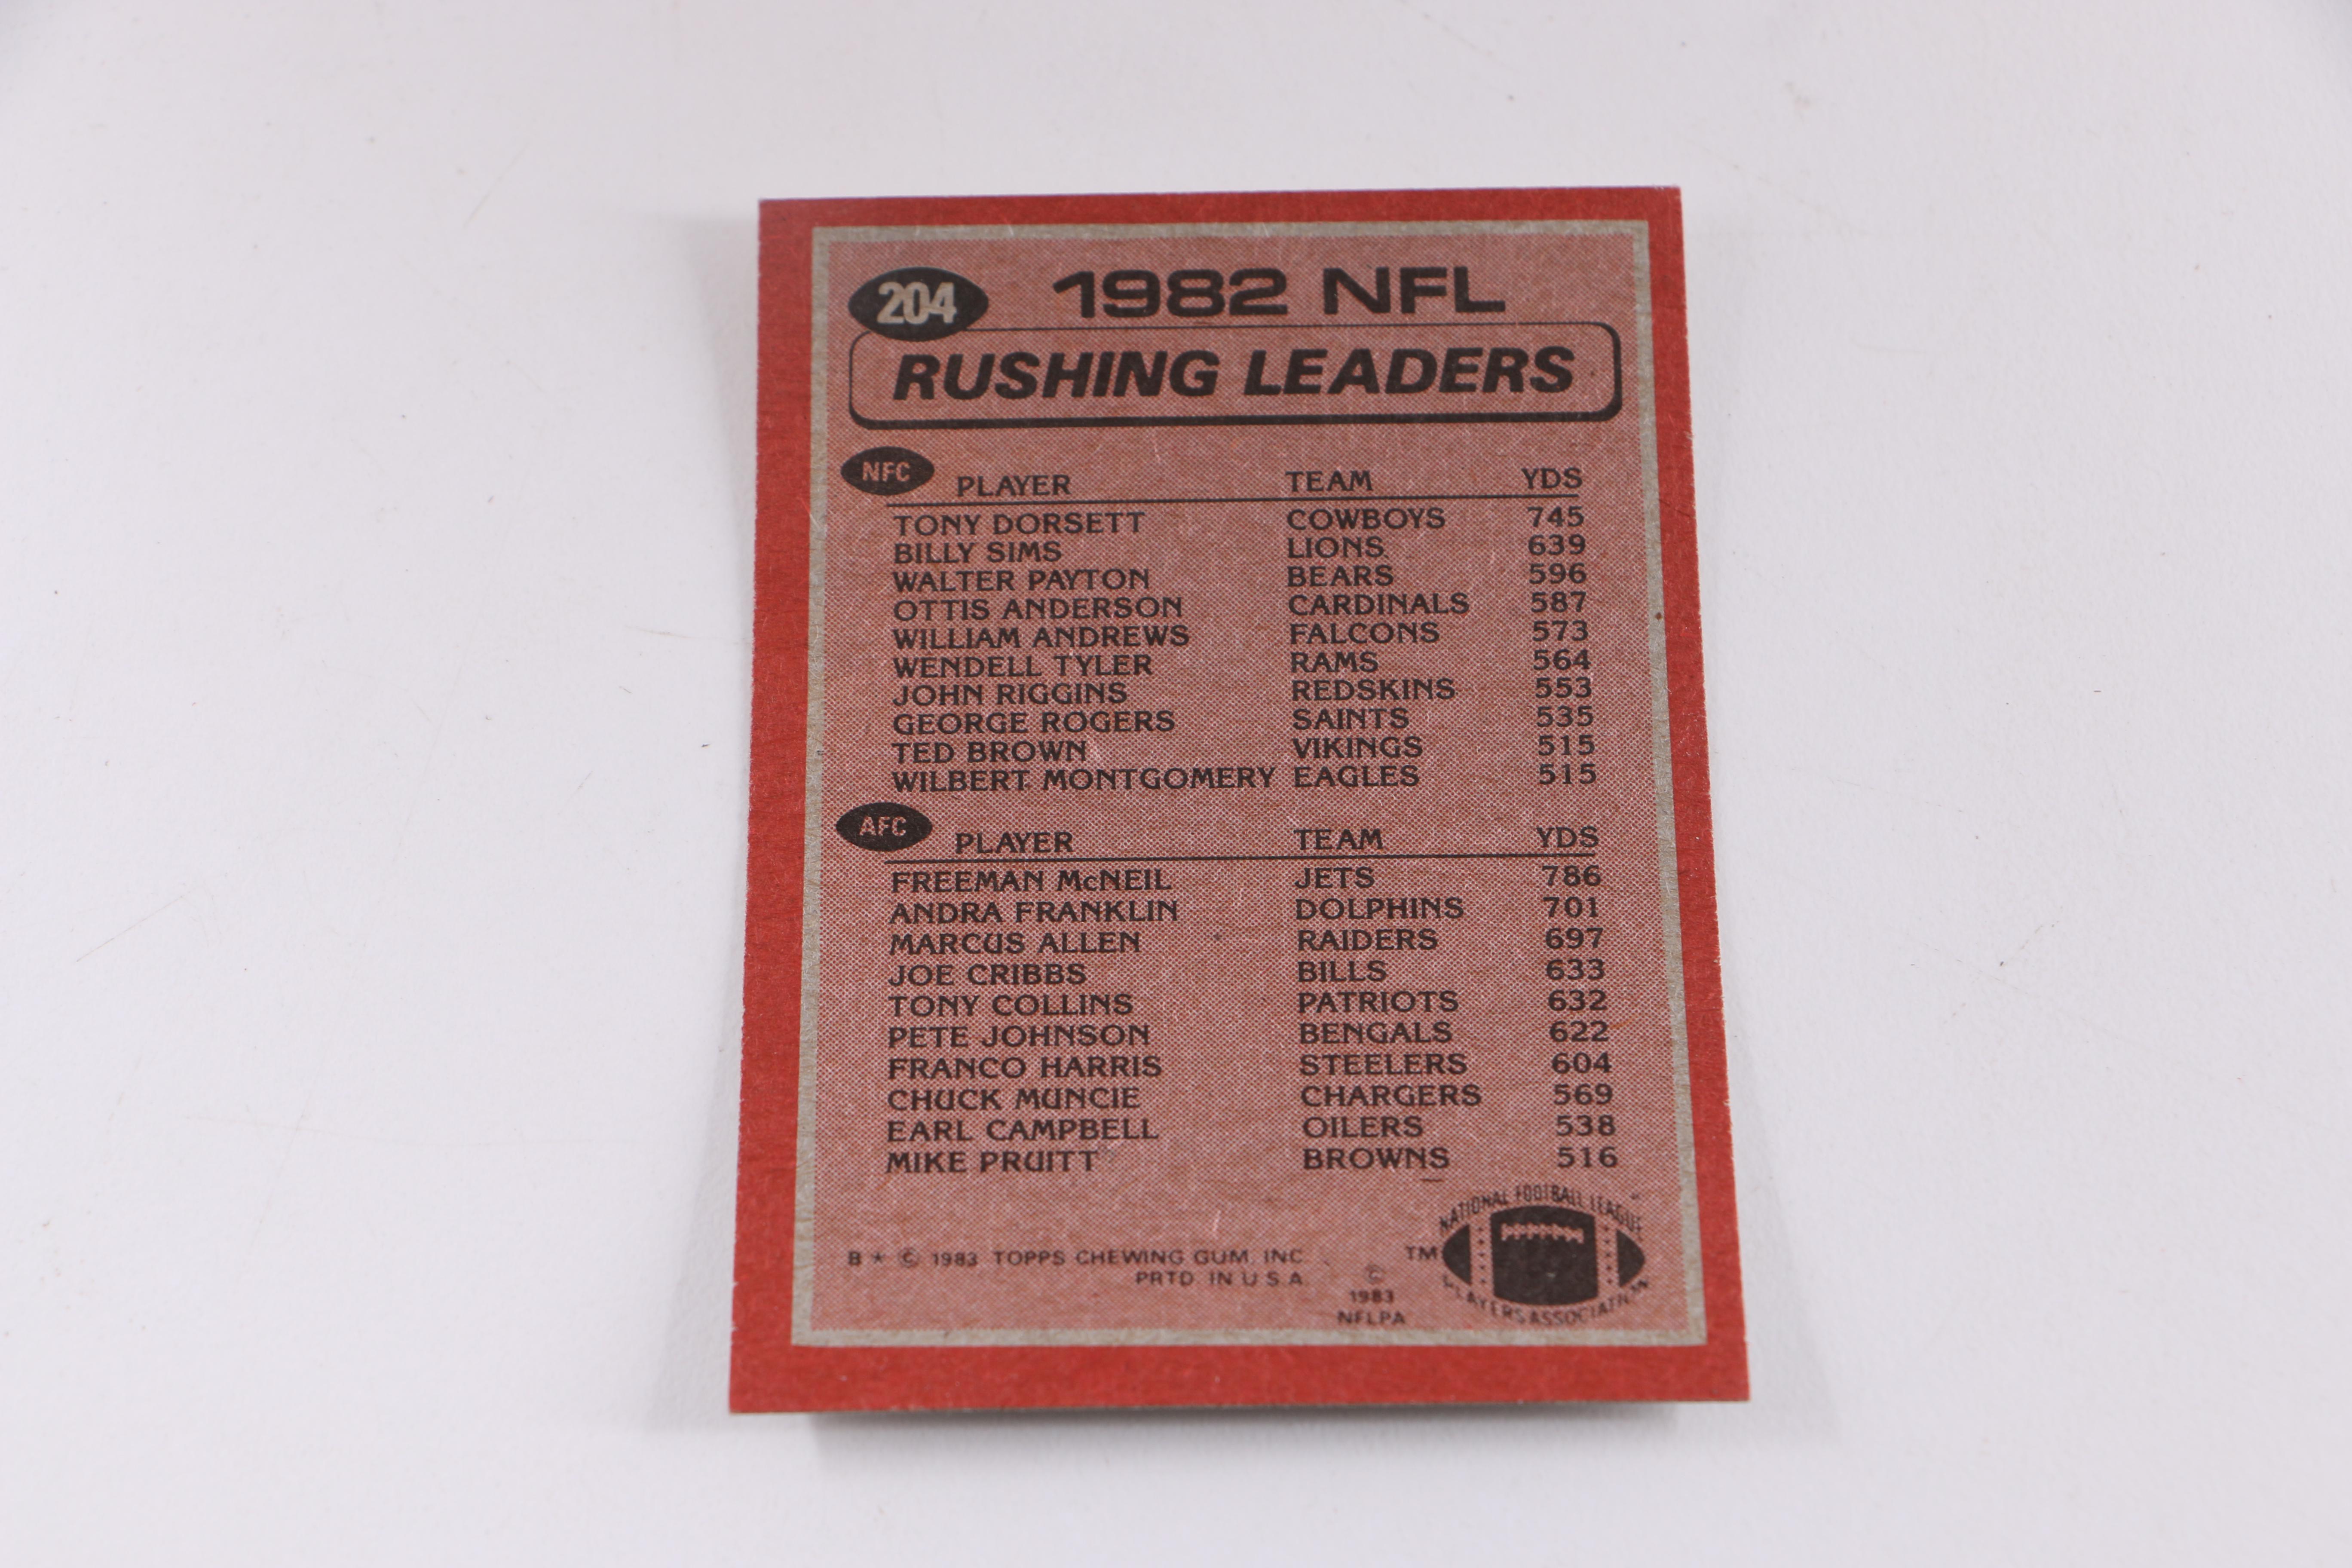 204 1982 NFL
RUSHING LEADERS
NFC PLAYER TEAM YDS
TONY DORSETT COWBOYS 745
BILLY SIMS LIONS 639
WALTER PAYTON BEARS 596
OTTIS ANDERSON CARDINALS 587
WILLIAM ANDREWS FALCONS 573
WENDELL TYLER RAMS 564
JOHN RIGGINS REDSKINS 553
GEORGE ROGERS SAINTS 535
TED BROWN VIKINGS 515
WILBERT MONTGOMERY EAGLES 515
AFC PLAYER TEAM YDS
FREEMAN McNEIL JETS 786
ANDRA FRANKLIN DOLPHINS 701
MARCUS ALLEN RAIDERS 697
JOE CRIBBS BILLS 633
TONY COLLINS PATRIOTS 632
PETE JOHNSON BENGALS 622
FRANCO HARRIS STEELERS 604
CHUCK MUNCIE CHARGERS 569
EARL CAMPBELL OILERS 538
MIKE PRUITT BROWNS 516
B * © 1983 TOPPS CHEWING GUM, INC.
PRTD. IN U.S.A.
©
1983
NFLPA
TM
NATIONAL FOOTBALL LEAGUE
PLAYERS ASSOCIATION